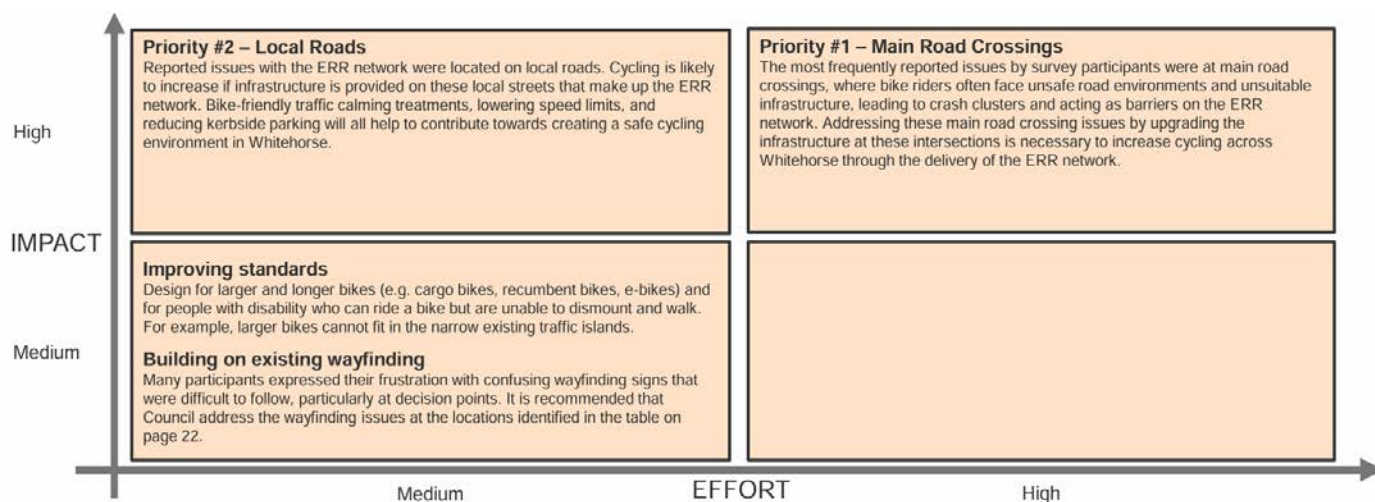 Priority #2 – Local Roads
Reported issues with the ERR network were located on local roads. Cycling is likely
to increase if infrastructure is provided on these local streets that make up the ERR
network. Bike-friendly traffic calming treatments, lowering speed limits, and
reducing kerbside parking will all help to contribute towards creating a safe cycling
environment in Whitehorse.
Priority #1 – Main Road Crossings
The most frequently reported issues by survey participants were at main road
crossings, where bike riders often face unsafe road environments and unsuitable
infrastructure, leading to crash clusters and acting as barriers on the ERR
network. Addressing these main road crossing issues by upgrading the
infrastructure at these intersections is necessary to increase cycling across
Whitehorse through the delivery of the ERR network.
High
IMPACT
Improving standards
Design for larger and longer bikes (e.g. cargo bikes, recumbent bikes, e-bikes) and
for people with disability who can ride a bike but are unable to dismount and walk.
For example, larger bikes cannot fit in the narrow existing traffic islands.
Medium
Building on existing wayfinding
Many participants expressed their frustration with confusing wayfinding signs that
were difficult to follow, particularly at decision points. It is recommended that
Council address the wayfinding issues at the locations identified in the table on
page 22.
Medium
EFFORT
High